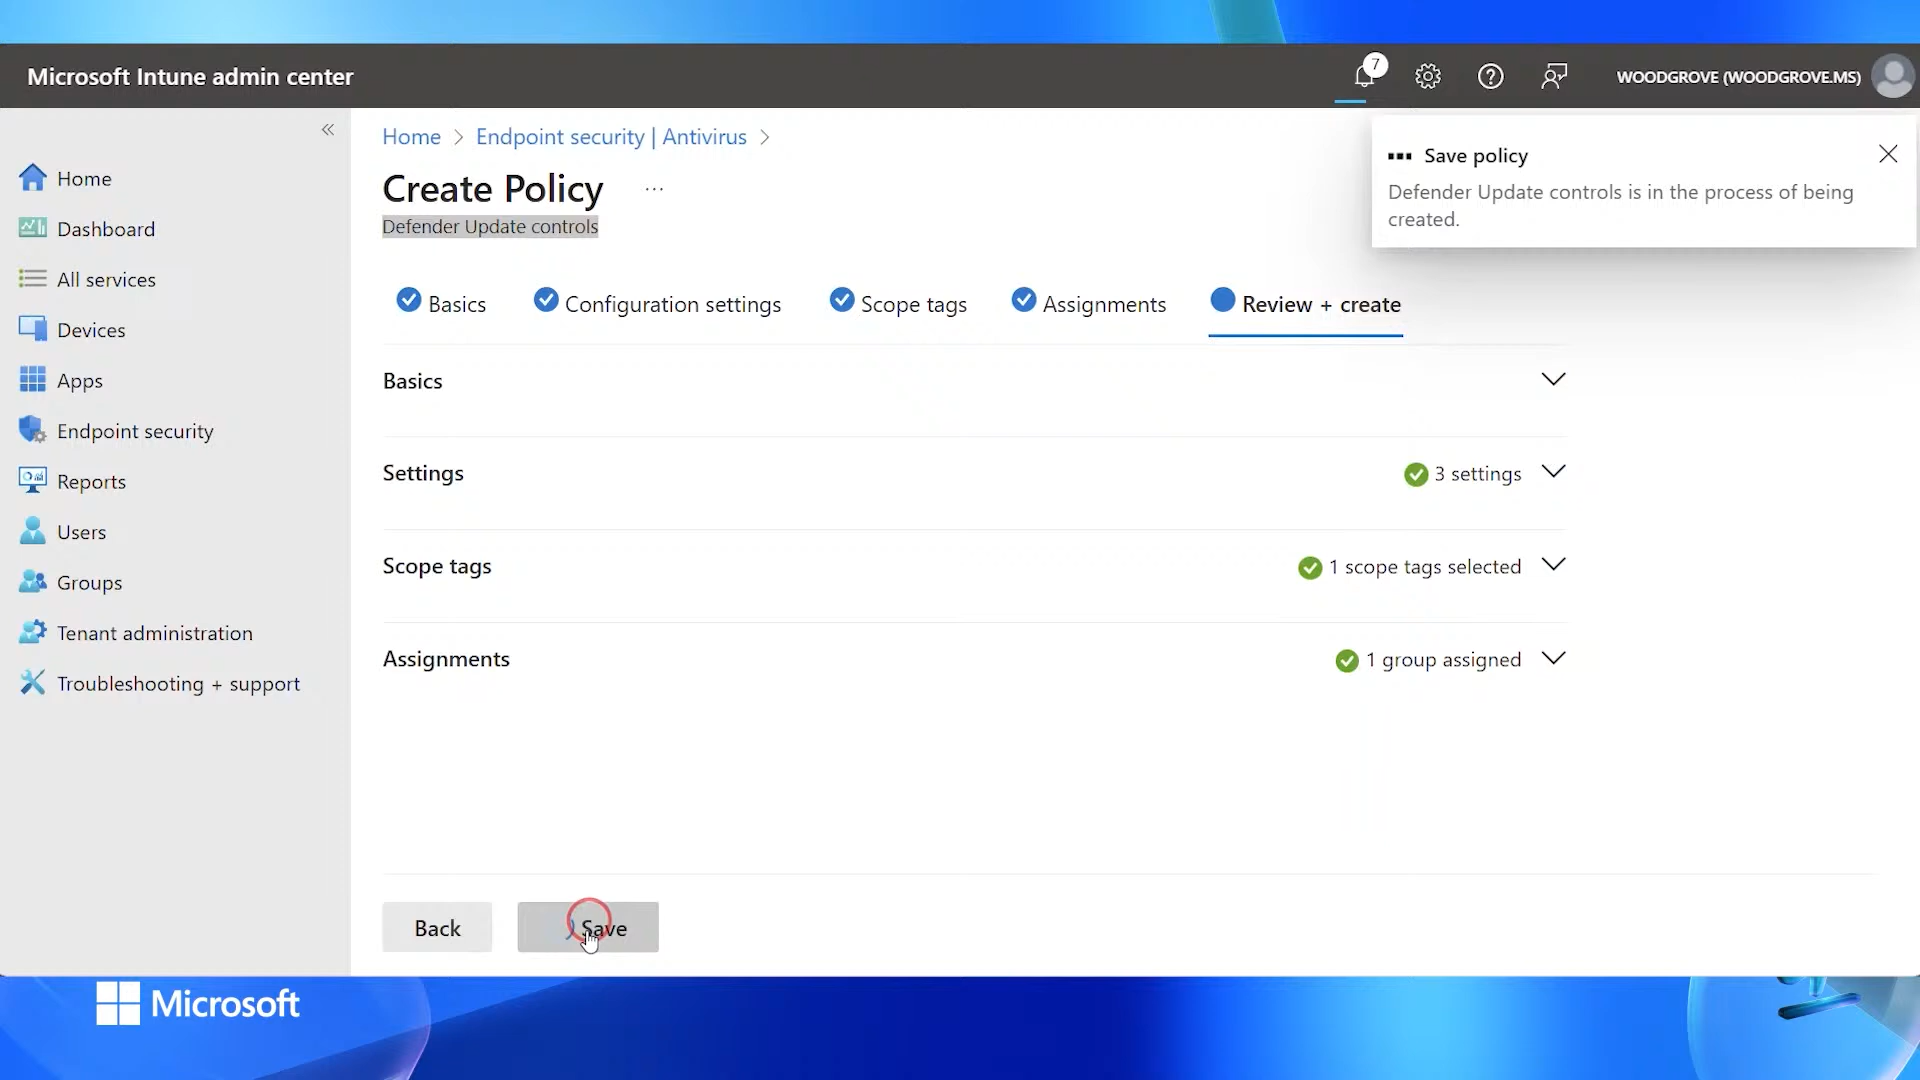 Microsoft Intune admin center
7
WOODGROVE (WOODGROVE.MS)
Home
Dashboard
All services
Devices
Apps
Endpoint security
Reports
Users
Groups
Tenant administration
Troubleshooting + support
Home > Endpoint security | Antivirus >
Create Policy ...
Defender Update controls
Save policy
Defender Update controls is in the process of being
created.
Basics
Configuration settings
Scope tags
Assignments
Review + create
Basics
Settings
3 settings
Scope tags
1 scope tags selected
Assignments
1 group assigned
Back
Save
Microsoft